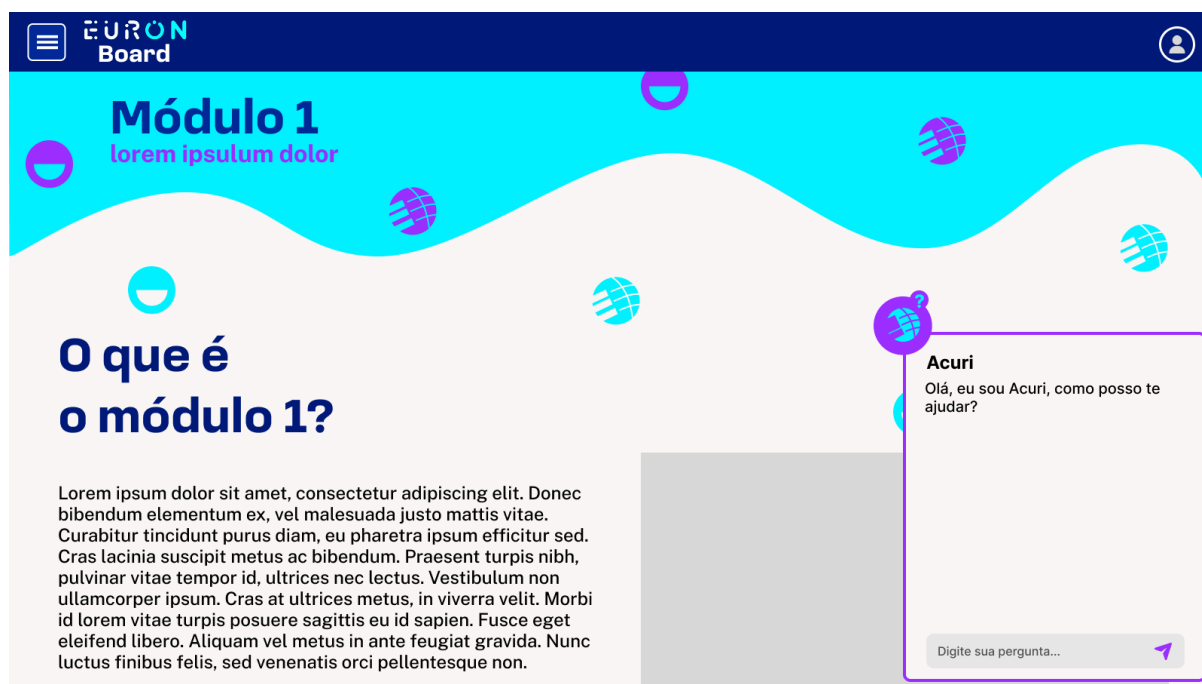 EURON
Board
Módulo 1
lorem ipsulum dolor
O que é
o módulo 1?
Lorem ipsum dolor sit amet, consectetur adipiscing elit. Donec
bibendum elementum ex, vel malesuada justo mattis vitae.
Curabitur tincidunt purus diam, eu pharetra ipsum efficitur sed.
Cras lacinia suscipit metus ac bibendum. Praesent turpis nibh,
pulvinar vitae tempor id, ultrices nec lectus. Vestibulum non
ullamcorper ipsum. Cras at ultrices metus, in viverra velit. Morbi
id lorem vitae turpis posuere sagittis eu id sapien. Fusce eget
eleifend libero. Aliquam vel metus in ante feugiat gravida. Nunc
luctus finibus felis, sed venenatis orci pellentesque non.
?
Acuri
Olá, eu sou Acuri, como posso te
ajudar?
Digite sua pergunta...